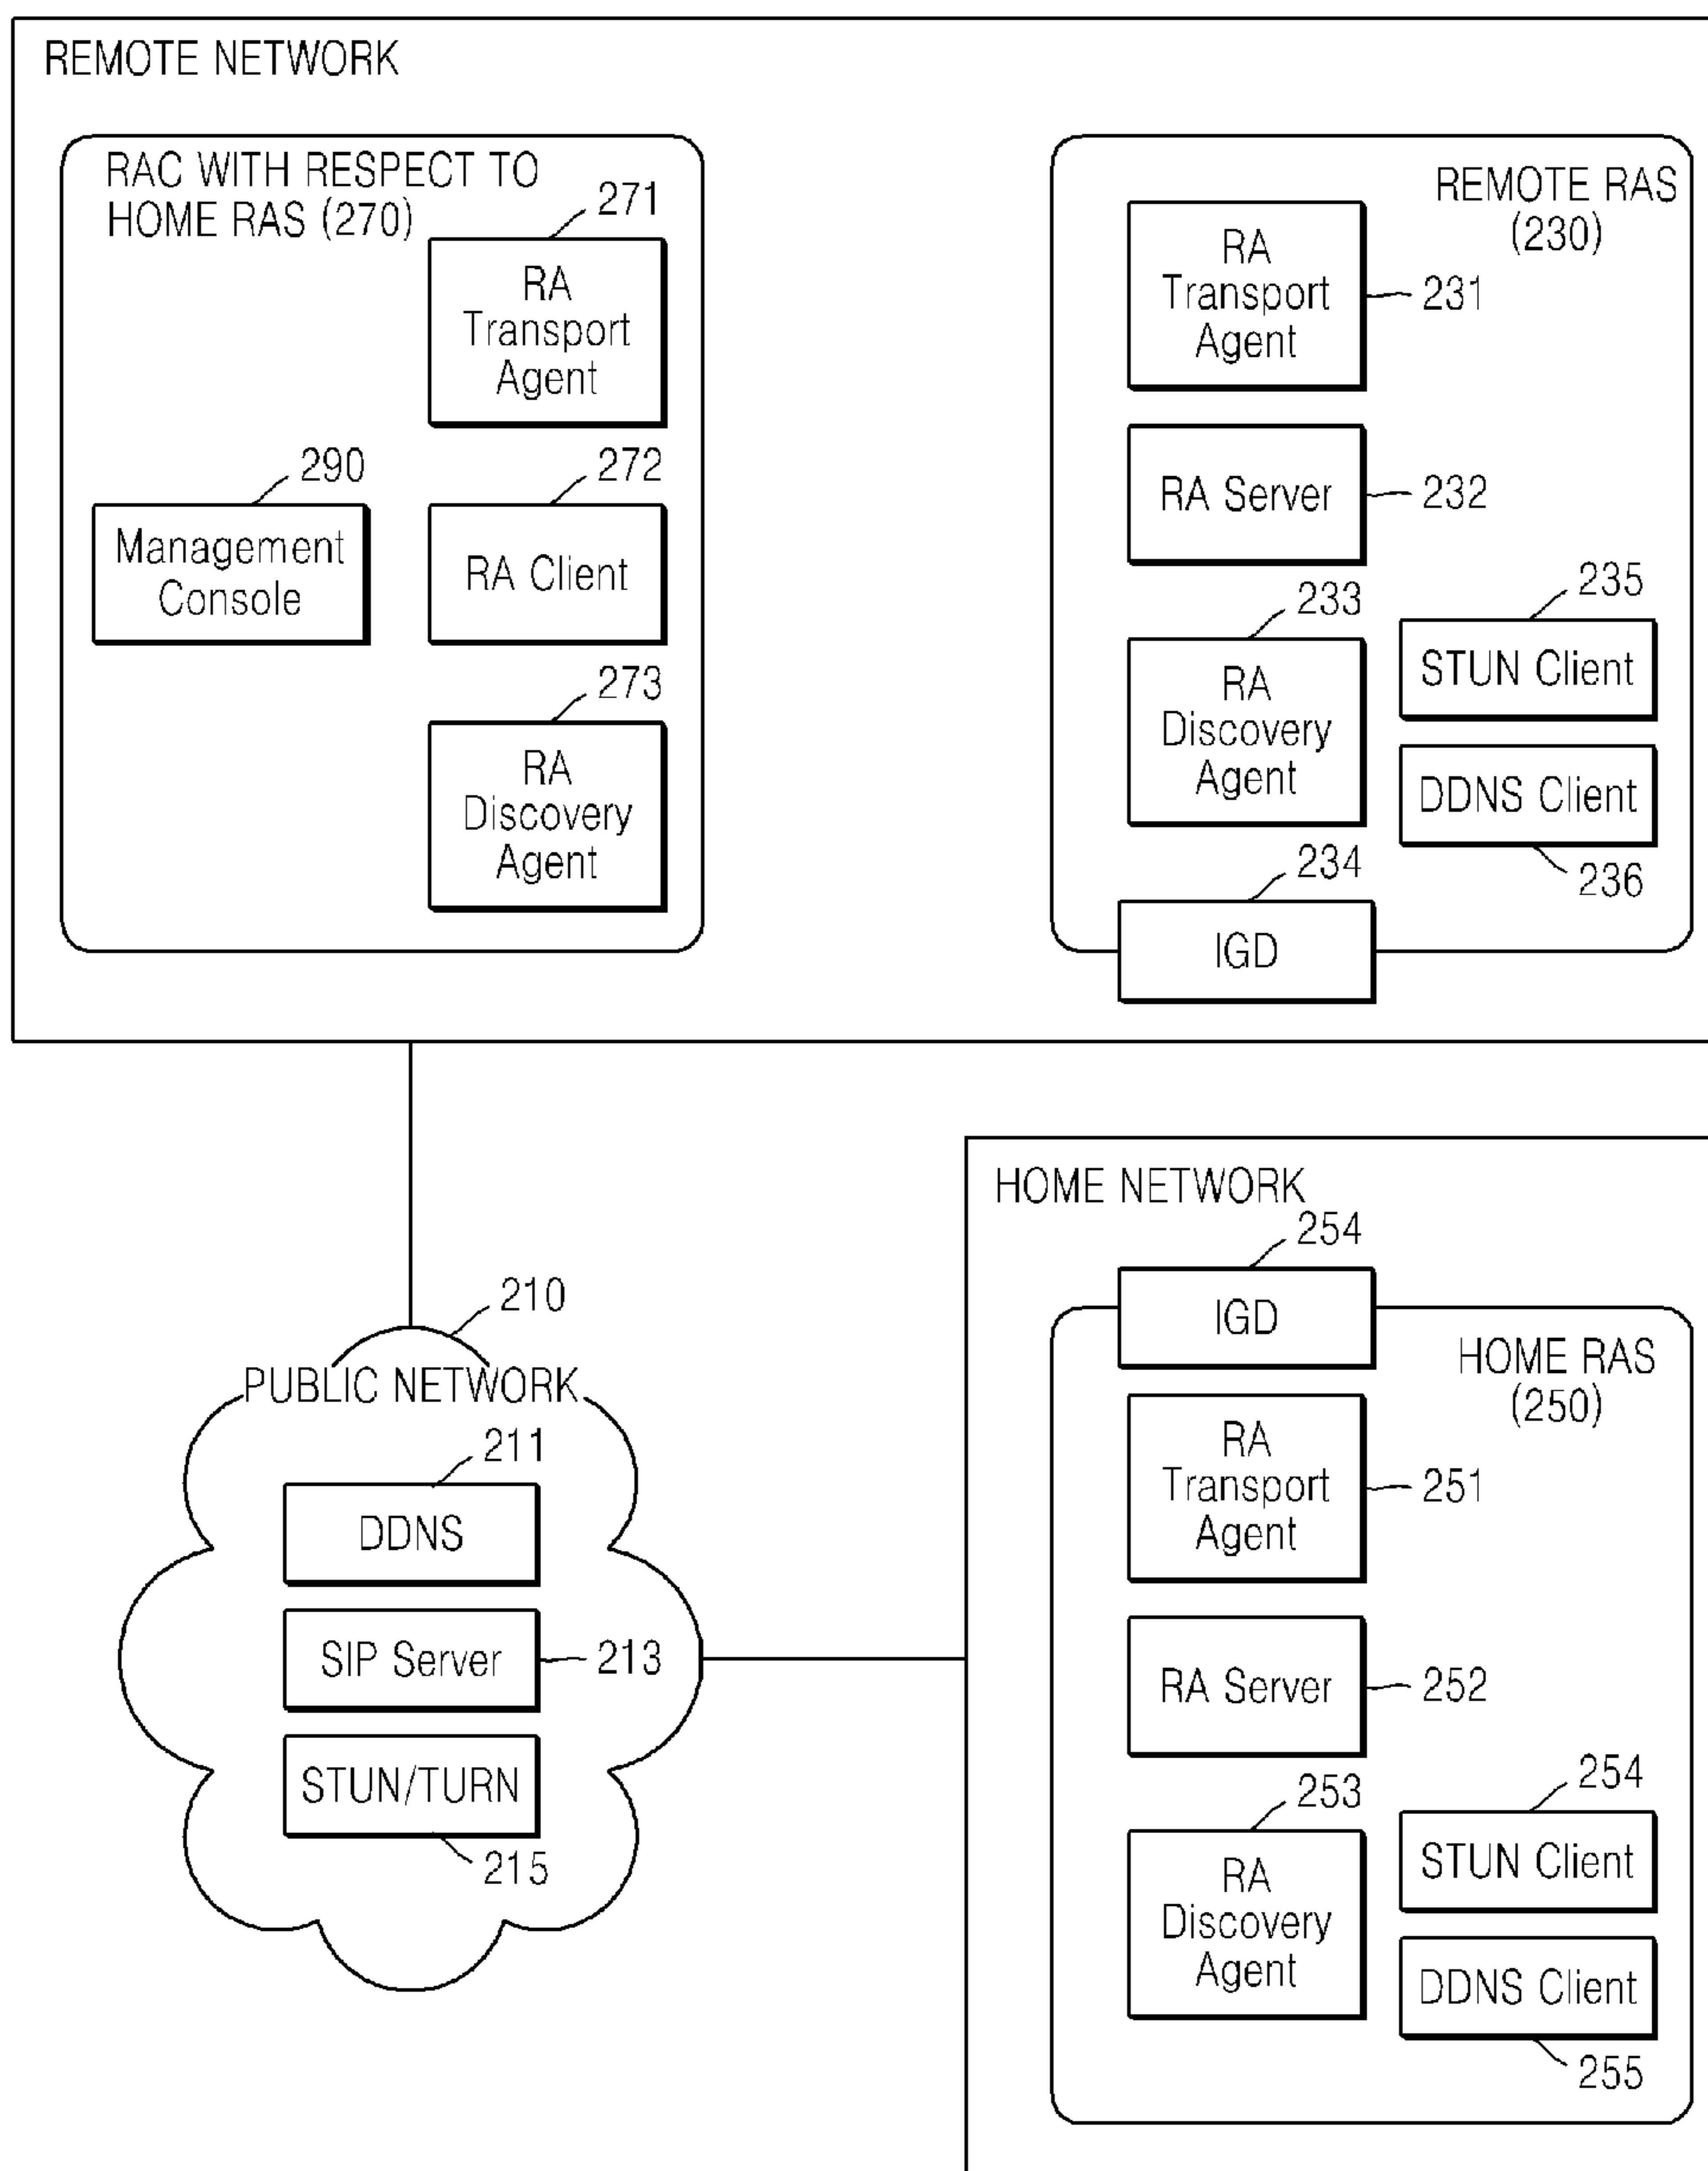 REMOTE NETWORK
RAC WITH RESPECT TO
HOME RAS (270)
271
RA
Transport
Agent
290
Management
Console
272
RA Client
273
RA
Discovery
Agent
REMOTE RAS
(230)
RA
Transport
Agent
231
RA Server
232
233
RA
Discovery
Agent
235
STUN Client
DDNS Client
236
234
IGD
210
PUBLIC NETWORK
211
DDNS
SIP Server
213
STUN/TURN
215
HOME NETWORK
254
IGD
HOME RAS
(250)
RA
Transport
Agent
251
RA Server
252
253
RA
Discovery
Agent
254
STUN Client
DDNS Client
255